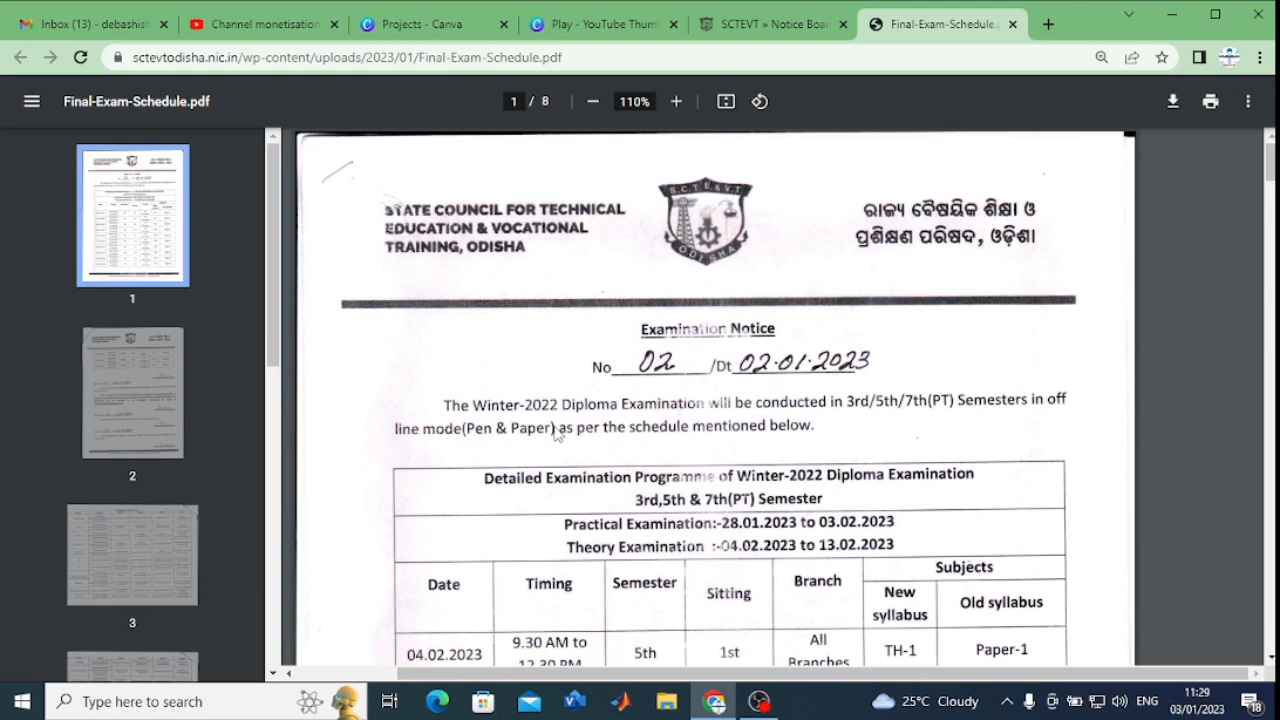 Inbox (13) - debashish
Channel monetisation
Projects - Canva
Play - YouTube Thum
SCTEVT » Notice Boar
Final-Exam-Schedule.p
sctevtodisha.nic.in/wp-content/uploads/2023/01/Final-Exam-Schedule.pdf
Final-Exam-Schedule.pdf
1 / 8
110%
1
2
3
STATE COUNCIL FOR TECHNICAL
EDUCATION & VOCATIONAL
TRAINING, ODISHA
S.C.T.E & V.T
ODISHA
ରାଜ୍ୟ ବୈଷୟିକ ଶିକ୍ଷା ଓ
ପ୍ରଶିକ୍ଷଣ ପରିଷଦ, ଓଡ଼ିଶା
Examination Notice
No 02 /Dt 02.01.2023
The Winter-2022 Diploma Examination will be conducted in 3rd/5th/7th(PT) Semesters in off
line mode(Pen & Paper) as per the schedule mentioned below.
Detailed Examination Programme of Winter-2022 Diploma Examination
3rd,5th & 7th(PT) Semester
Practical Examination:-28.01.2023 to 03.02.2023
Theory Examination :-04.02.2023 to 13.02.2023
Date Timing Semester Sitting Branch Subjects
New syllabus Old syllabus
04.02.2023 9.30 AM to 12.30 PM 5th 1st All Branches TH-1 Paper-1
Type here to search
25°C Cloudy
ENG
11:29
03/01/2023
18